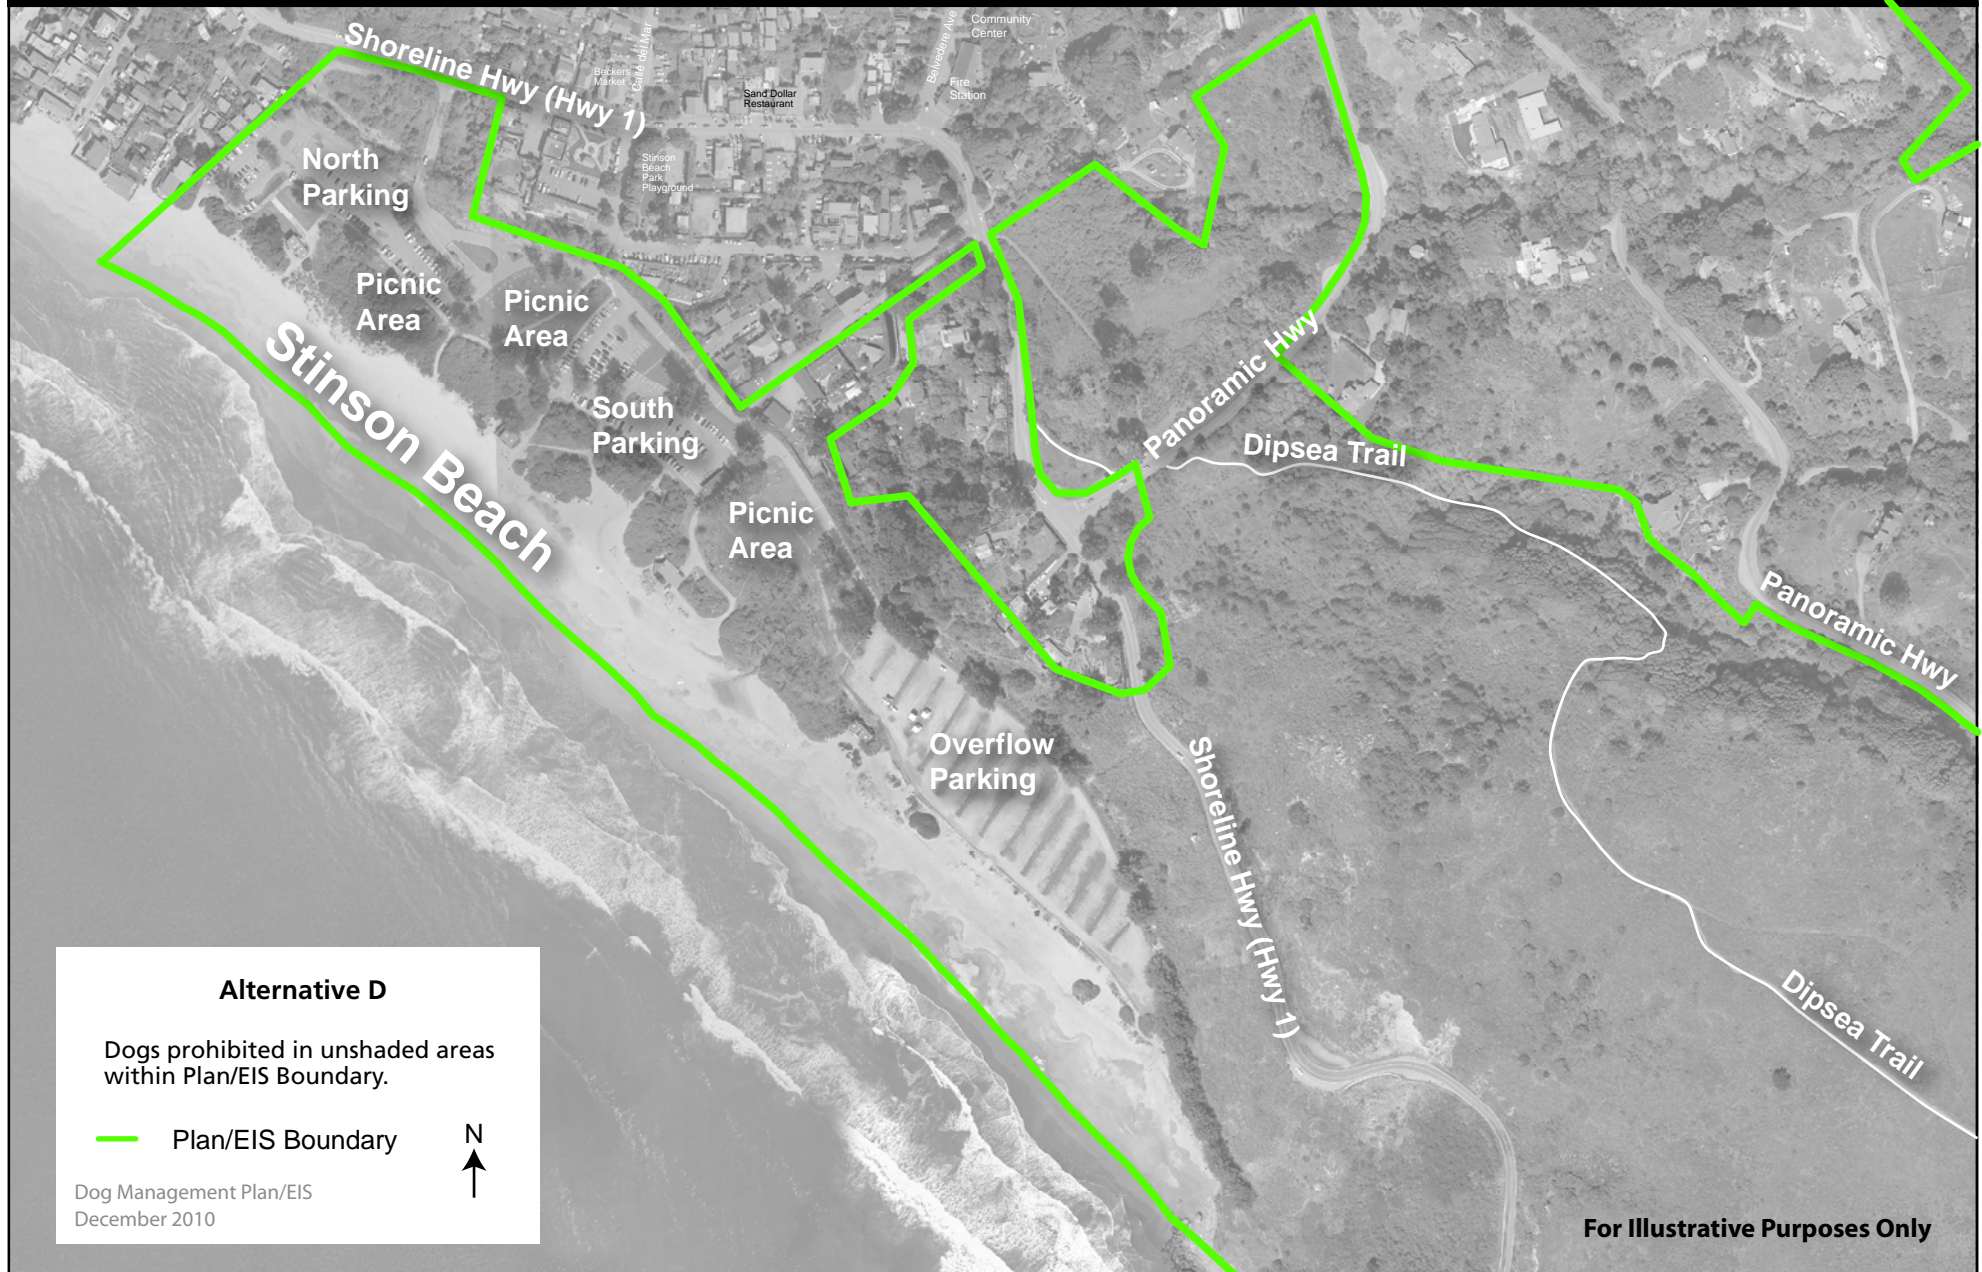 Shoreline Hwy (Hwy 1)
Calle del Mar
Beckers
Market
Sand Dollar
Restaurant
Belvedere Ave
Community
Center
Fire
Station
Stinson
Beach
Park
Playground
North
Parking
Picnic
Area
Picnic
Area
South
Parking
Picnic
Area
Stinson Beach
Panoramic Hwy
Dipsea Trail
Panoramic Hwy
Overflow
Parking
Shoreline Hwy (Hwy 1)
Dipsea Trail
Alternative D
Dogs prohibited in unshaded areas
within Plan/EIS Boundary.
Plan/EIS Boundary
N
Dog Management Plan/EIS
December 2010
For Illustrative Purposes Only